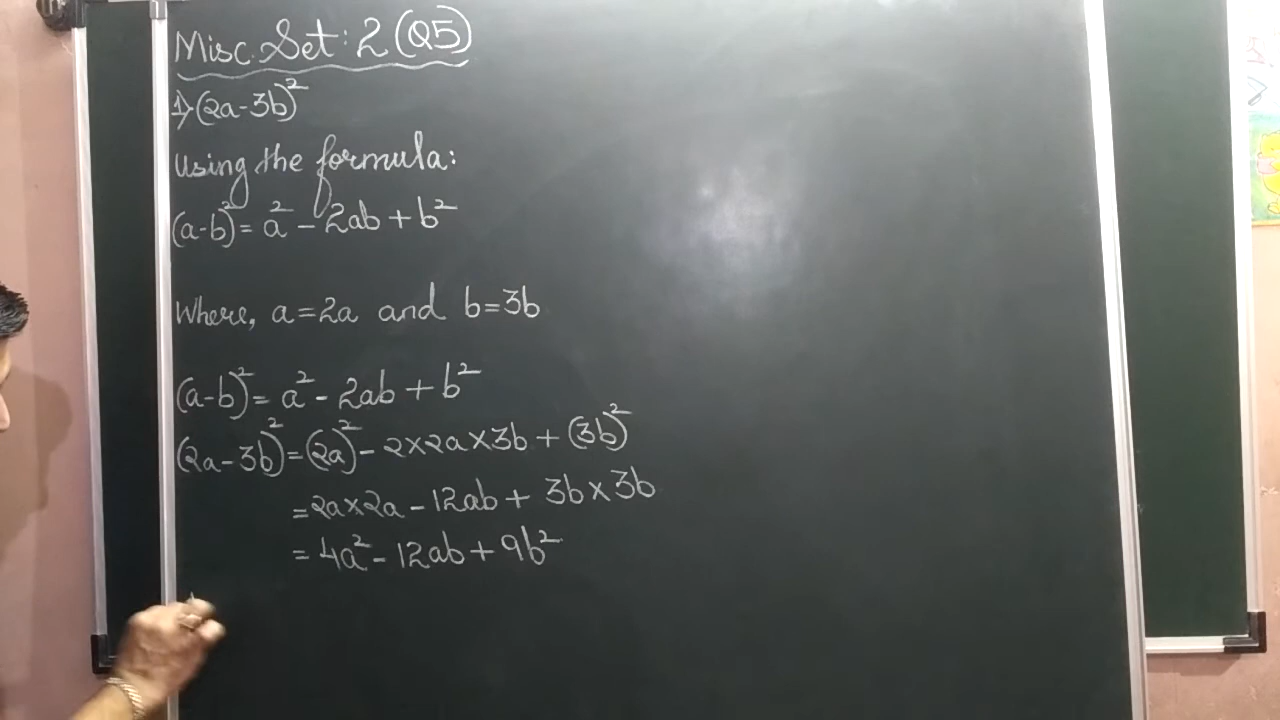 Misc. Set: 2 (Q5)
1) (2a-3b)²
Using the formula:
(a-b)² = a² - 2ab + b²
Where, a=2a and b=3b
(a-b)² = a² - 2ab + b²
(2a-3b)² = (2a)² - 2×2a×3b + (3b)²
= 2a×2a - 12ab + 3b×3b
= 4a² - 12ab + 9b²